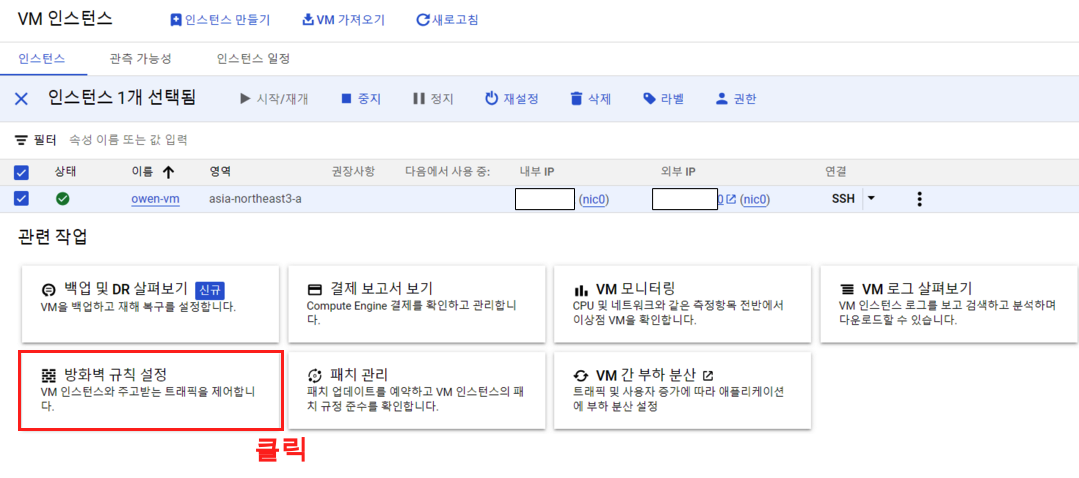 VM 인스턴스 인스턴스 만들기 VM 가져오기 새로고침
인스턴스 관측 가능성 인스턴스 일정
인스턴스 1개 선택됨 시작/재개 중지 정지 재설정 삭제 라벨 권한
필터 속성 이름 또는 값 입력
상태 이름 영역 권장사항 다음에서 사용 중: 내부 IP 외부 IP 연결
owen-vm asia-northeast3-a (nic0) (nic0) SSH
관련 작업
백업 및 DR 살펴보기 신규
VM을 백업하고 재해 복구를 설정합니다.
결제 보고서 보기
Compute Engine 결제를 확인하고 관리합니
다.
VM 모니터링
CPU 및 네트워크와 같은 측정항목 전반에서
이상점 VM을 확인합니다.
VM 로그 살펴보기
VM 인스턴스 로그를 보고 검색하고 분석하며
다운로드할 수 있습니다.
방화벽 규칙 설정
VM 인스턴스와 주고받는 트래픽을 제어합니
다.
패치 관리
패치 업데이트를 예약하고 VM 인스턴스의 패
치 규정 준수를 확인합니다.
VM 간 부하 분산
트래픽 및 사용자 증가에 따라 애플리케이션
에 부하 분산 설정
클릭